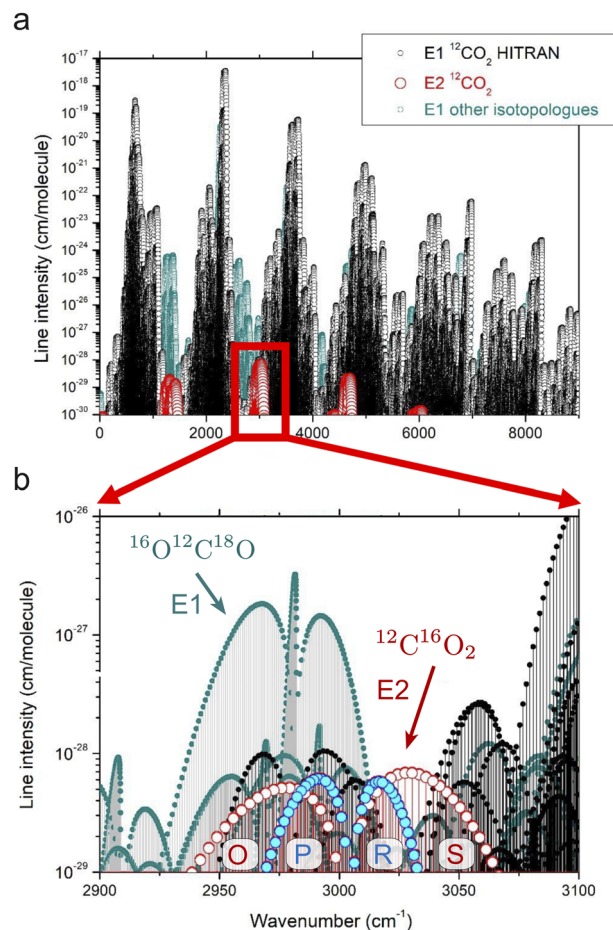 a
E1 ¹²CO₂ HITRAN
E2 ¹²CO₂
E1 other isotopologues
Line intensity (cm/molecule)
10⁻¹⁷
10⁻¹⁸
10⁻¹⁹
10⁻²⁰
10⁻²¹
10⁻²²
10⁻²³
10⁻²⁴
10⁻²⁵
10⁻²⁶
10⁻²⁷
10⁻²⁸
10⁻²⁹
10⁻³⁰
0 2000 4000 6000 8000
b
Line intensity (cm/molecule)
10⁻²⁶
10⁻²⁷
10⁻²⁸
10⁻²⁹
¹⁶O¹²C¹⁸O
E1
¹²C¹⁶O₂
E2
O P R S
2900 2950 3000 3050 3100
Wavenumber (cm⁻¹)